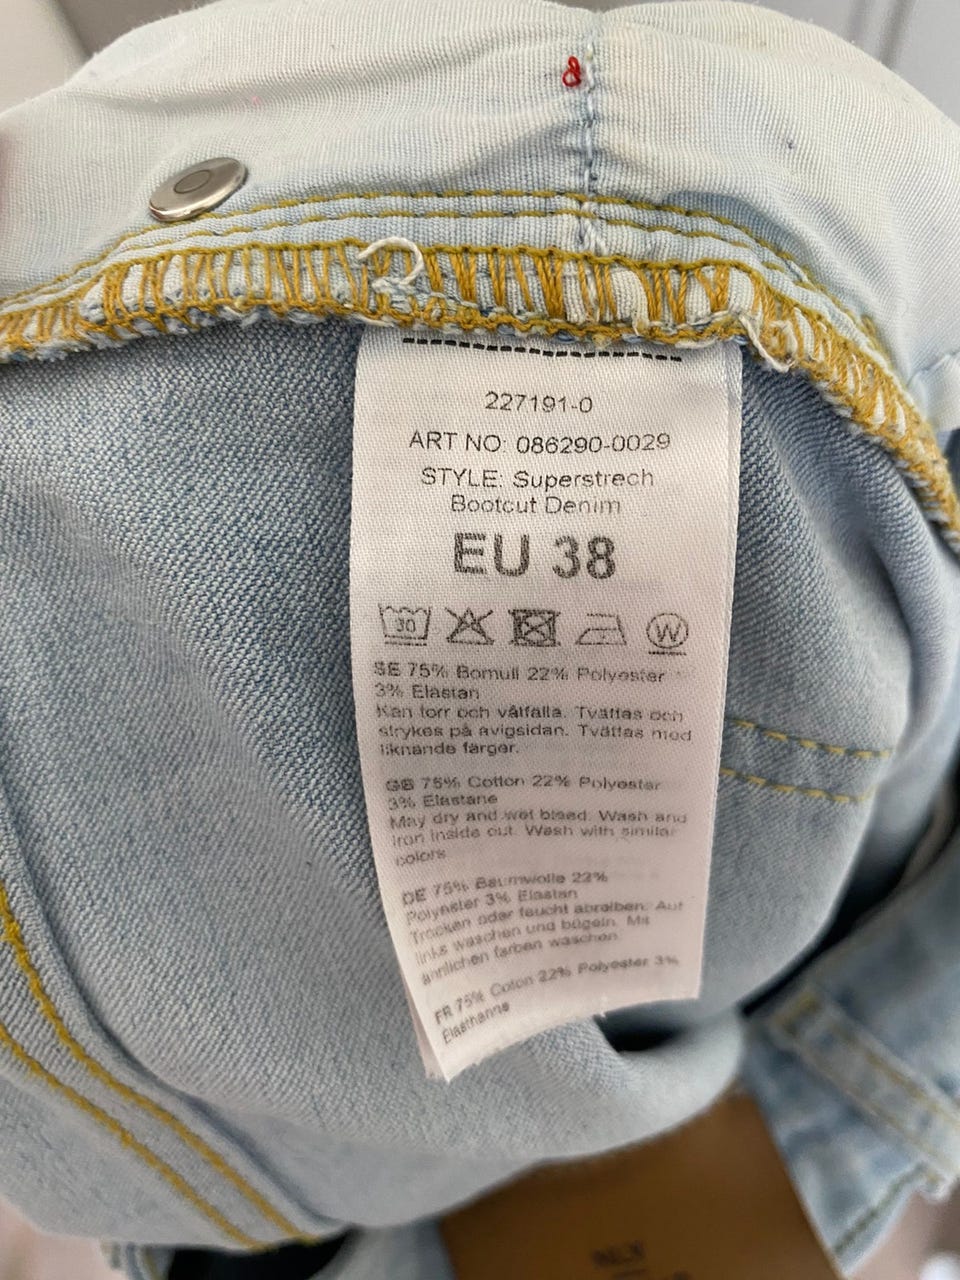 227191-0
ART NO: 086290-0029
STYLE: Superstrech
Bootcut Denim
EU 38
30
W
SE 75% Bomull 22% Polyester
3% Elastan
Kan torr och våtfälla. Tvättas och
strykes på avigsidan. Tvättas med
liknande färger.
GB 75% Cotton 22% Polyester
3% Elastane
May dry and wet bleed. Wash and
iron inside out. Wash with similar
colors
DE 75% Baumwolle 22%
Polyester 3% Elastan
Trocken oder feucht abreiben. Auf
links waschen und bügeln. Mit
ähnlichen farben waschen.
FR 75% Coton 22% Polyester 3%
Elasthanne